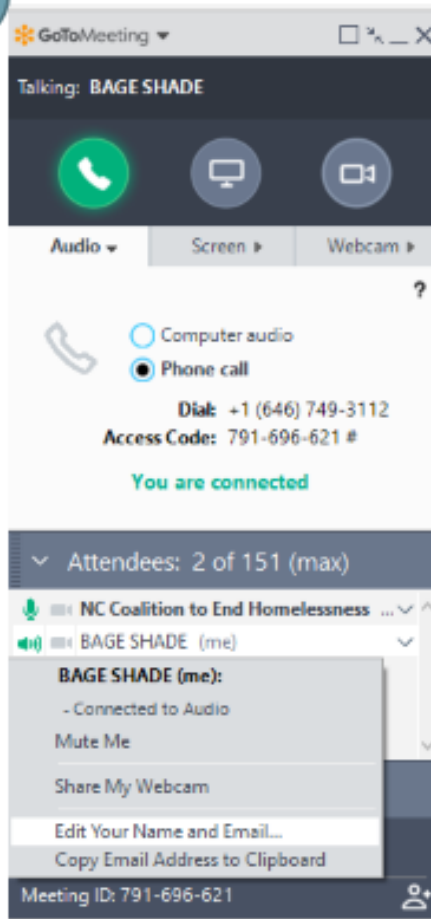 GoToMeeting
Talking: BAGE SHADE
Audio Screen Webcam
?
Computer audio
Phone call
Dial: +1 (646) 749-3112
Access Code: 791-696-621 #
You are connected
Attendees: 2 of 151 (max)
NC Coalition to End Homelessness ...
BAGE SHADE (me)
BAGE SHADE (me):
- Connected to Audio
Mute Me
Share My Webcam
Edit Your Name and Email...
Copy Email Address to Clipboard
Meeting ID: 791-696-621